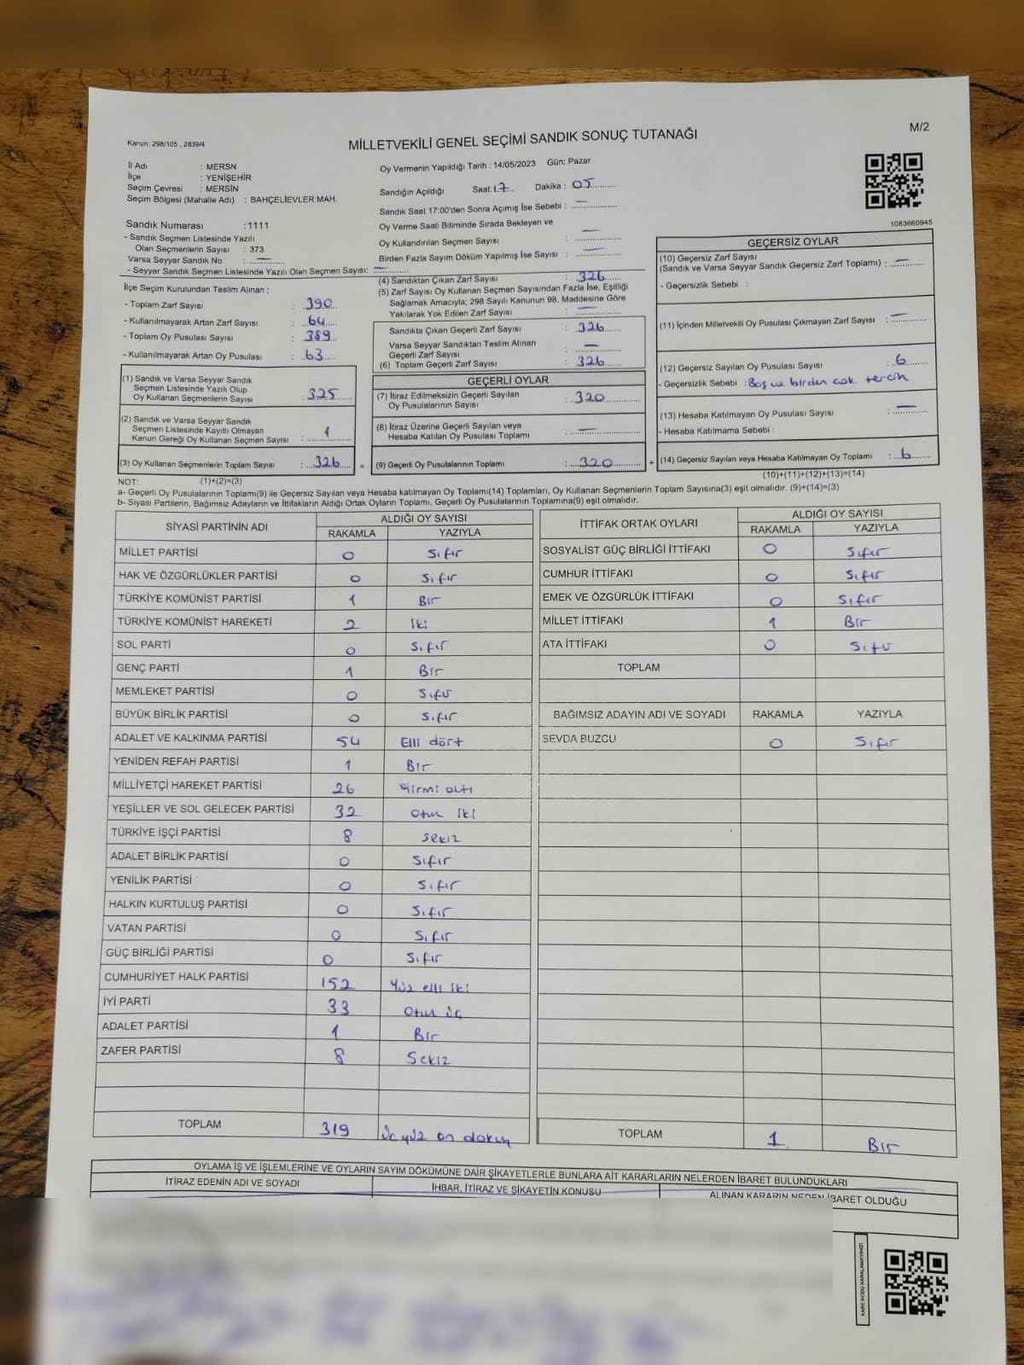 Kanun: 298/105 , 2839/4
MİLLETVEKİLİ GENEL SEÇİMİ SANDIK SONUÇ TUTANAĞI
M/2
İl Adı : MERSN
İlçe : YENİŞEHİR
Seçim Çevresi : MERSİN
Seçim Bölgesi (Mahalle Adı) : BAHÇELİEVLER MAH.
Oy Vermenin Yapıldığı Tarih : 14/05/2023 Gün: Pazar
Sandığın Açıldığı Saat: 17 Dakika : 05
Sandık Saat 17:00'den Sonra Açılmış İse Sebebi : —
Oy Verme Saati Bitiminde Sırada Bekleyen ve
Oy Kullandırılan Seçmen Sayısı : —
Birden Fazla Sayım Döküm Yapılmış İse Sayısı : —
1083660945
Sandık Numarası : 1111
- Sandık Seçmen Listesinde Yazılı
Olan Seçmenlerin Sayısı : 373
Varsa Seyyar Sandık No : —
- Seyyar Sandık Seçmen Listesinde Yazılı Olan Seçmen Sayısı: —
İlçe Seçim Kurulundan Teslim Alınan :
- Toplam Zarf Sayısı : 390
- Kullanılmayarak Artan Zarf Sayısı : 64
- Toplam Oy Pusulası Sayısı : 389
- Kullanılmayarak Artan Oy Pusulası : 63
(1) Sandık ve Varsa Seyyar Sandık
Seçmen Listesinde Yazılı Olup
Oy Kullanan Seçmenlerin Sayısı : 325
(2) Sandık ve Varsa Seyyar Sandık
Seçmen Listesinde Kayıtlı Olmayan
Kanun Gereği Oy Kullanan Seçmen Sayısı : 1
(3) Oy Kullanan Seçmenlerin Toplam Sayısı : 326
(4) Sandıktan Çıkan Zarf Sayısı : 326
(5) Zarf Sayısı Oy Kullanan Seçmen Sayısından Fazla İse, Eşitliği
Sağlamak Amacıyla; 298 Sayılı Kanunun 98. Maddesine Göre
Yakılarak Yok Edilen Zarf Sayısı : —
Sandıkta Çıkan Geçerli Zarf Sayısı : 326
Varsa Seyyar Sandıktan Teslim Alınan
Geçerli Zarf Sayısı : —
(6) Toplam Geçerli Zarf Sayısı : 326
GEÇERLİ OYLAR
(7) İtiraz Edilmeksizin Geçerli Sayılan
Oy Pusulalarının Sayısı : 320
(8) İtiraz Üzerine Geçerli Sayılan veya
Hesaba Katılan Oy Pusulası Toplamı : —
= (9) Geçerli Oy Pusulalarının Toplamı : 320 +
GEÇERSİZ OYLAR
(10) Geçersiz Zarf Sayısı
(Sandık ve Varsa Seyyar Sandık Geçersiz Zarf Toplamı) : —
- Geçersizlik Sebebi :
(11) İçinden Milletvekili Oy Pusulası Çıkmayan Zarf Sayısı : —
(12) Geçersiz Sayılan Oy Pusulası Sayısı : 6
- Geçersizlik Sebebi : Boş ve birden çok tercih
(13) Hesaba Katılmayan Oy Pusulası Sayısı : —
- Hesaba Katılmama Sebebi :
(14) Geçersiz Sayılan veya Hesaba Katılmayan Oy Toplamı : 6
NOT: (1)+(2)=(3)
(10)+(11)+(12)+(13)=(14)
a- Geçerli Oy Pusulalarının Toplamı(9) ile Geçersiz Sayılan veya Hesaba katılmayan Oy Toplamı(14) Toplamları, Oy Kullanan Seçmenlerin Toplam Sayısına(3) eşit olmalıdır. (9)+(14)=(3)
b- Siyasi Partilerin, Bağımsız Adayların ve İttifakların Aldığı Ortak Oyların Toplamı, Geçerli Oy Pusulalarının Toplamına(9) eşit olmalıdır.
SİYASİ PARTİNİN ADI ALDIĞI OY SAYISI
RAKAMLA YAZIYLA
MİLLET PARTİSİ 0 Sıfır
HAK VE ÖZGÜRLÜKLER PARTİSİ 0 Sıfır
TÜRKİYE KOMÜNİST PARTİSİ 1 Bir
TÜRKİYE KOMÜNİST HAREKETİ 2 İki
SOL PARTİ 0 Sıfır
GENÇ PARTİ 1 Bir
MEMLEKET PARTİSİ 0 Sıfır
BÜYÜK BİRLİK PARTİSİ 0 Sıfır
ADALET VE KALKINMA PARTİSİ 54 Elli dört
YENİDEN REFAH PARTİSİ 1 Bir
MİLLİYETÇİ HAREKET PARTİSİ 26 Yirmi altı
YEŞİLLER VE SOL GELECEK PARTİSİ 32 Otuz iki
TÜRKİYE İŞÇİ PARTİSİ 8 Sekiz
ADALET BİRLİK PARTİSİ 0 Sıfır
YENİLİK PARTİSİ 0 Sıfır
HALKIN KURTULUŞ PARTİSİ 0 Sıfır
VATAN PARTİSİ 0 Sıfır
GÜÇ BİRLİĞİ PARTİSİ 0 Sıfır
CUMHURİYET HALK PARTİSİ 152 Yüz elli iki
İYİ PARTİ 33 Otuz üç
ADALET PARTİSİ 1 Bir
ZAFER PARTİSİ 8 Sekiz
TOPLAM 319 Üç yüz on dokuz
İTTİFAK ORTAK OYLARI ALDIĞI OY SAYISI
RAKAMLA YAZIYLA
SOSYALİST GÜÇ BİRLİĞİ İTTİFAKI 0 Sıfır
CUMHUR İTTİFAKI 0 Sıfır
EMEK VE ÖZGÜRLÜK İTTİFAKI 0 Sıfır
MİLLET İTTİFAKI 1 Bir
ATA İTTİFAKI 0 Sıfır
TOPLAM
BAĞIMSIZ ADAYIN ADI VE SOYADI RAKAMLA YAZIYLA
SEVDA BUZCU 0 Sıfır
TOPLAM 1 Bir
OYLAMA İŞ VE İŞLEMLERİNE VE OYLARIN SAYIM DÖKÜMÜNE DAİR ŞİKAYETLERLE BUNLARA AİT KARARLARIN NELERDEN İBARET BULUNDUKLARI
İTİRAZ EDENİN ADI VE SOYADI İHBAR, İTİRAZ VE ŞİKAYETİN KONUSU ALINAN KARARIN NEDEN İBARET OLDUĞU